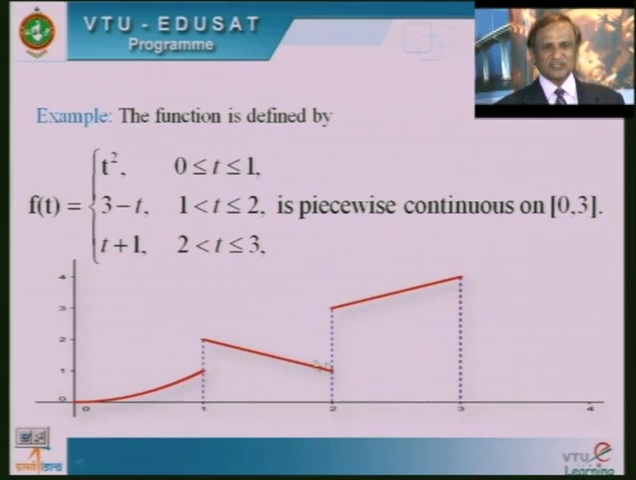 VTU - EDUSAT
Programme
Example: The function is defined by
f(t) = { t², 0 ≤ t ≤ 1,
3 − t, 1 < t ≤ 2, is piecewise continuous on [0,3].
t + 1, 2 < t ≤ 3,
4
3
2
1
0
0 1 2 3 4
VTU e
Learning